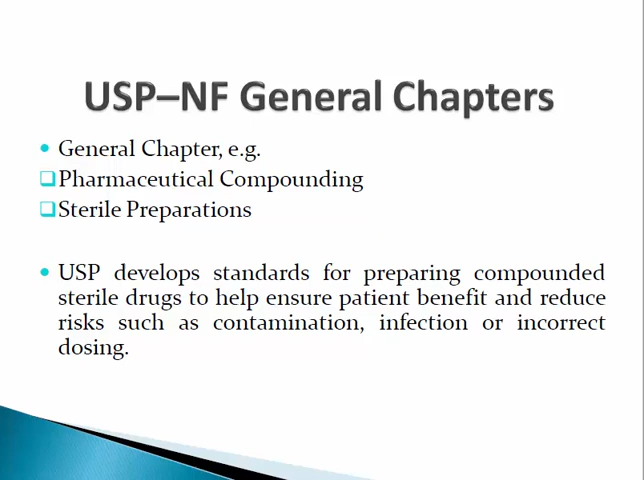 USP–NF General Chapters
General Chapter, e.g.
Pharmaceutical Compounding
Sterile Preparations
USP develops standards for preparing compounded
sterile drugs to help ensure patient benefit and reduce
risks such as contamination, infection or incorrect
dosing.